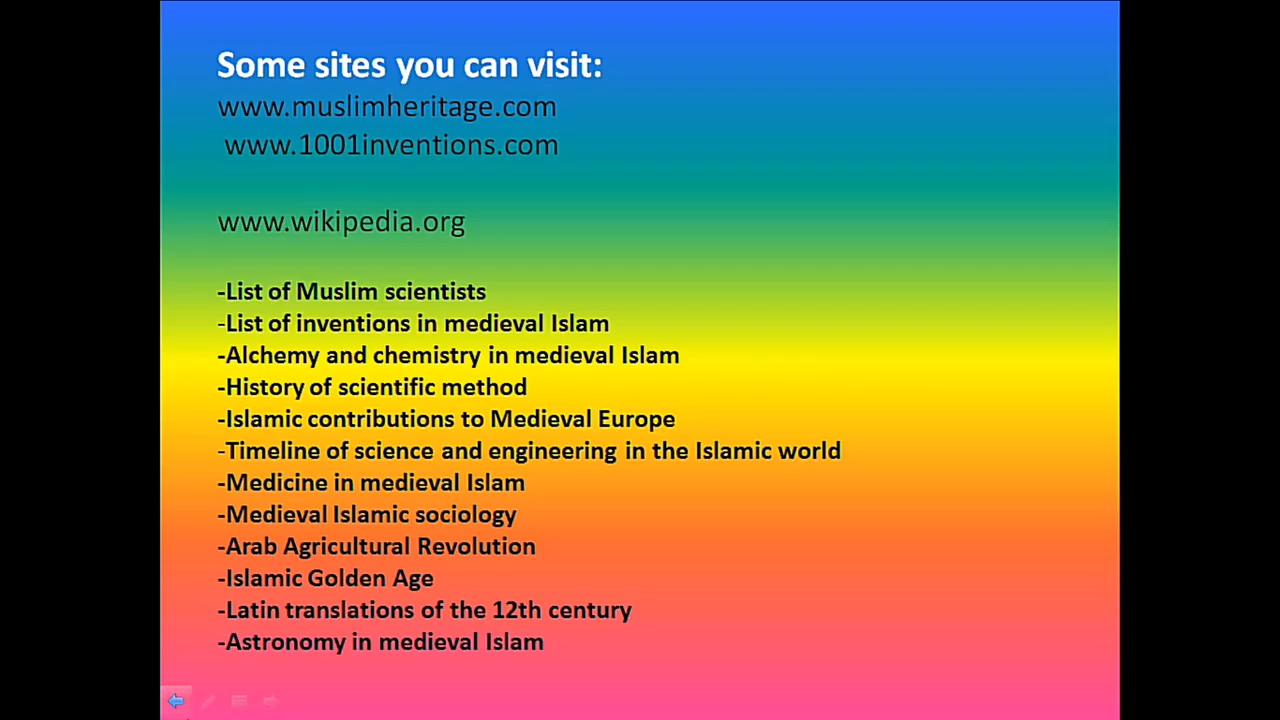 Some sites you can visit:
www.muslimheritage.com
www.1001inventions.com
www.wikipedia.org
-List of Muslim scientists
-List of inventions in medieval Islam
-Alchemy and chemistry in medieval Islam
-History of scientific method
-Islamic contributions to Medieval Europe
-Timeline of science and engineering in the Islamic world
-Medicine in medieval Islam
-Medieval Islamic sociology
-Arab Agricultural Revolution
-Islamic Golden Age
-Latin translations of the 12th century
-Astronomy in medieval Islam